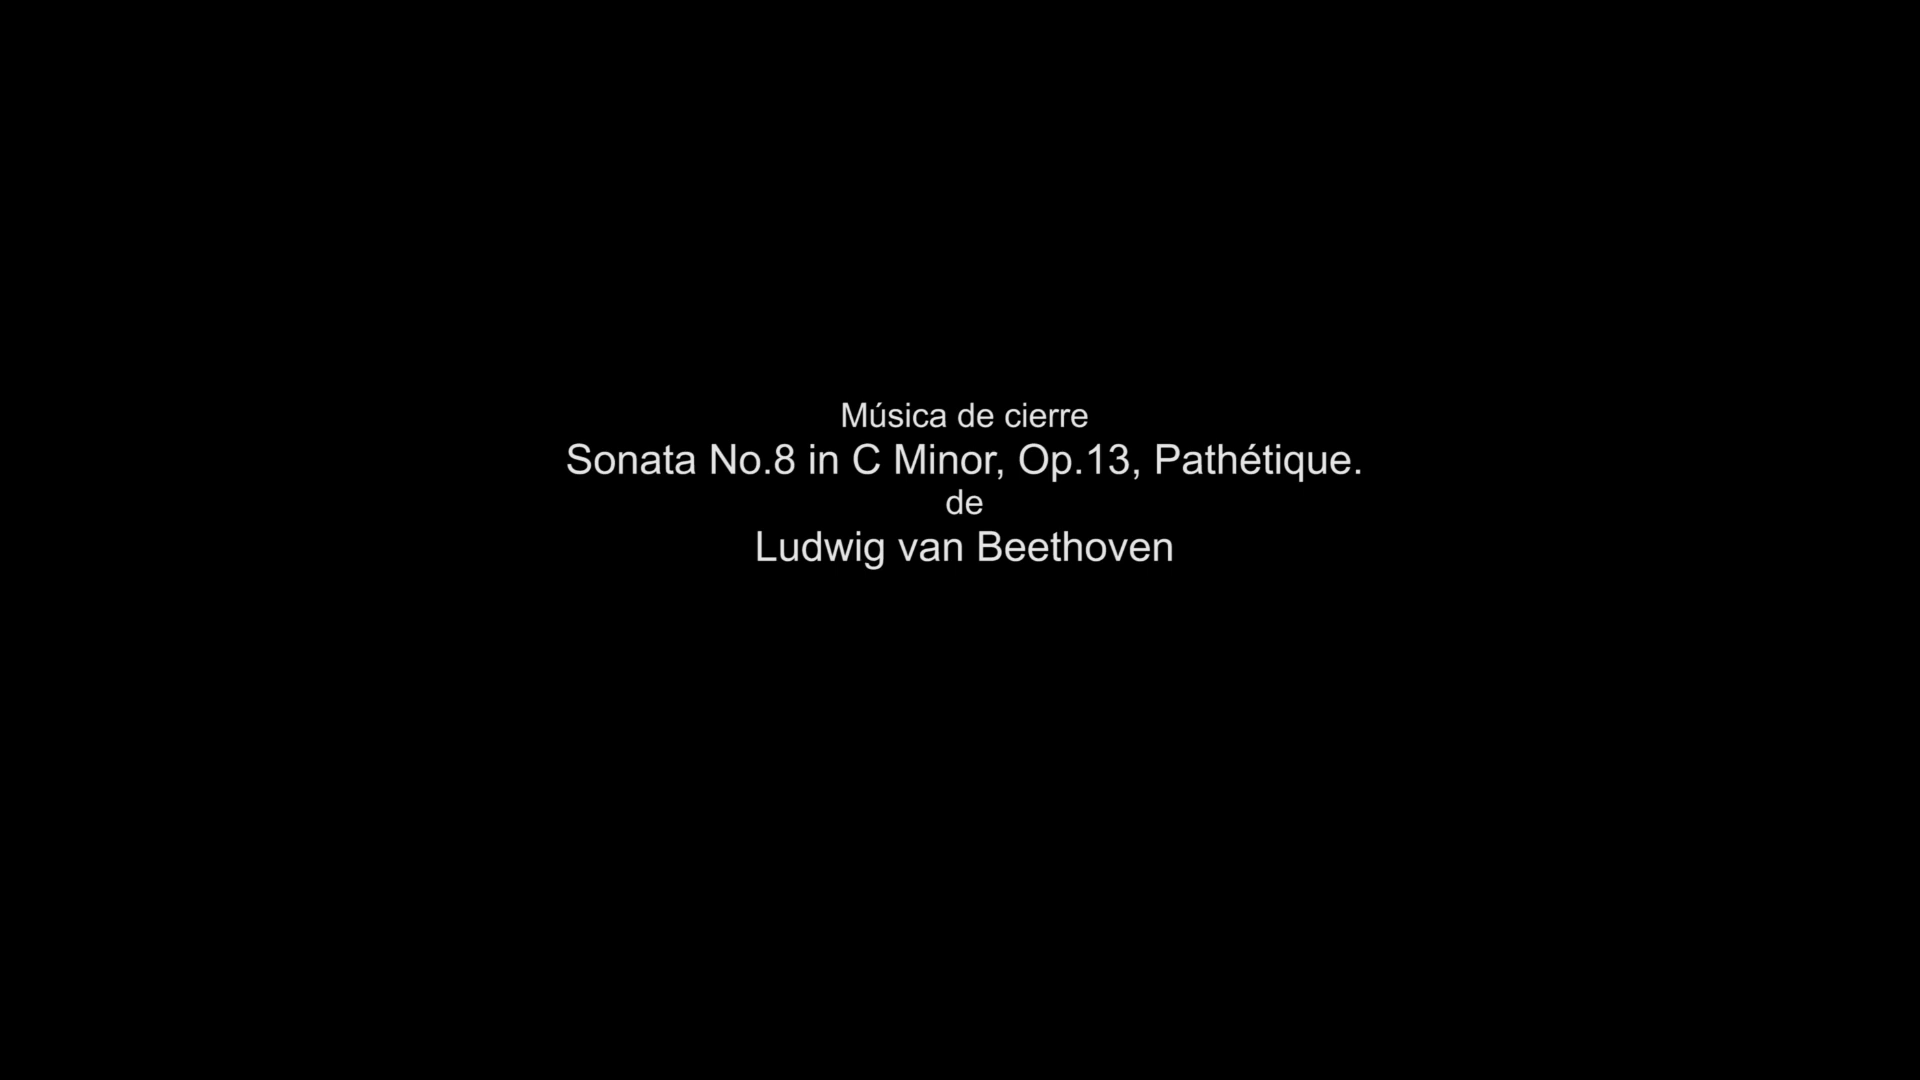 Música de cierre
Sonata No.8 in C Minor, Op.13, Pathétique.
de
Ludwig van Beethoven